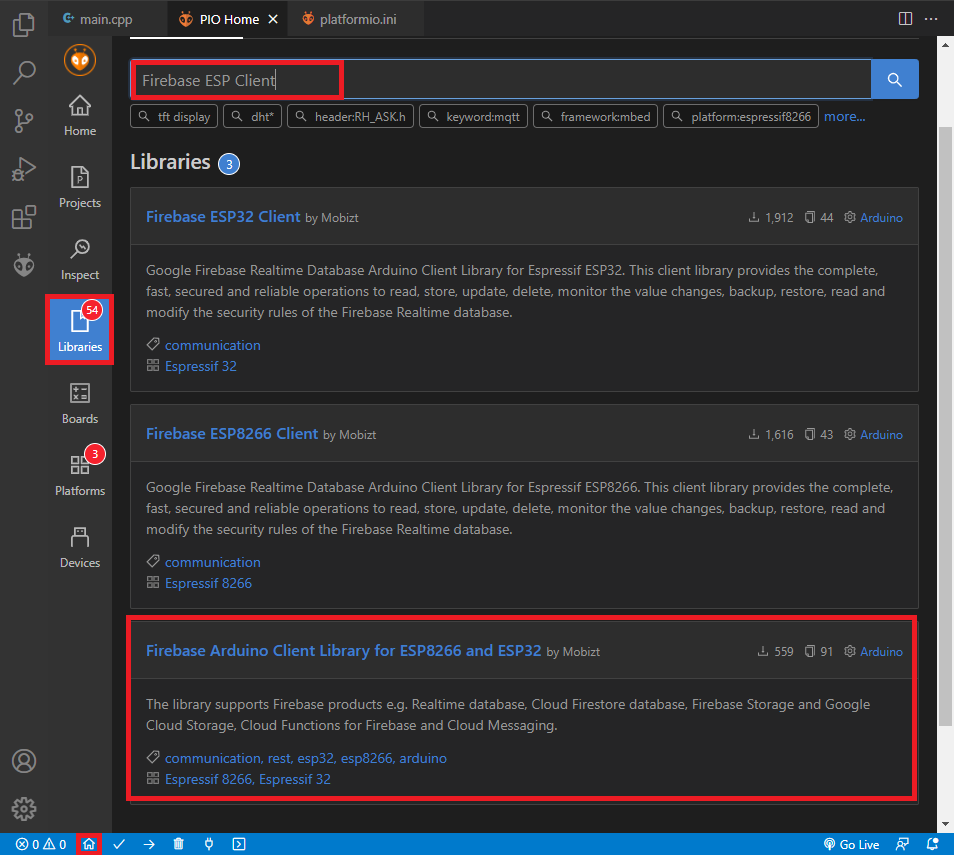 main.cpp
PIO Home
platformio.ini
Home
Projects
Inspect
54
Libraries
Boards
3
Platforms
Devices
Firebase ESP Client
tft display
dht*
header:RH_ASK.h
keyword:mqtt
framework:mbed
platform:espressif8266
more...
Libraries 3
Firebase ESP32 Client by Mobizt
1,912 44 Arduino
Google Firebase Realtime Database Arduino Client Library for Espressif ESP32. This client library provides the complete,
fast, secured and reliable operations to read, store, update, delete, monitor the value changes, backup, restore, read and
modify the security rules of the Firebase Realtime database.
communication
Espressif 32
Firebase ESP8266 Client by Mobizt
1,616 43 Arduino
Google Firebase Realtime Database Arduino Client Library for Espressif ESP8266. This client library provides the complete,
fast, secured and reliable operations to read, store, update, delete, monitor the value changes, backup, restore, read and
modify the security rules of the Firebase Realtime database.
communication
Espressif 8266
Firebase Arduino Client Library for ESP8266 and ESP32 by Mobizt
559 91 Arduino
The library supports Firebase products e.g. Realtime database, Cloud Firestore database, Firebase Storage and Google
Cloud Storage, Cloud Functions for Firebase and Cloud Messaging.
communication, rest, esp32, esp8266, arduino
Espressif 8266, Espressif 32
0 0
Go Live